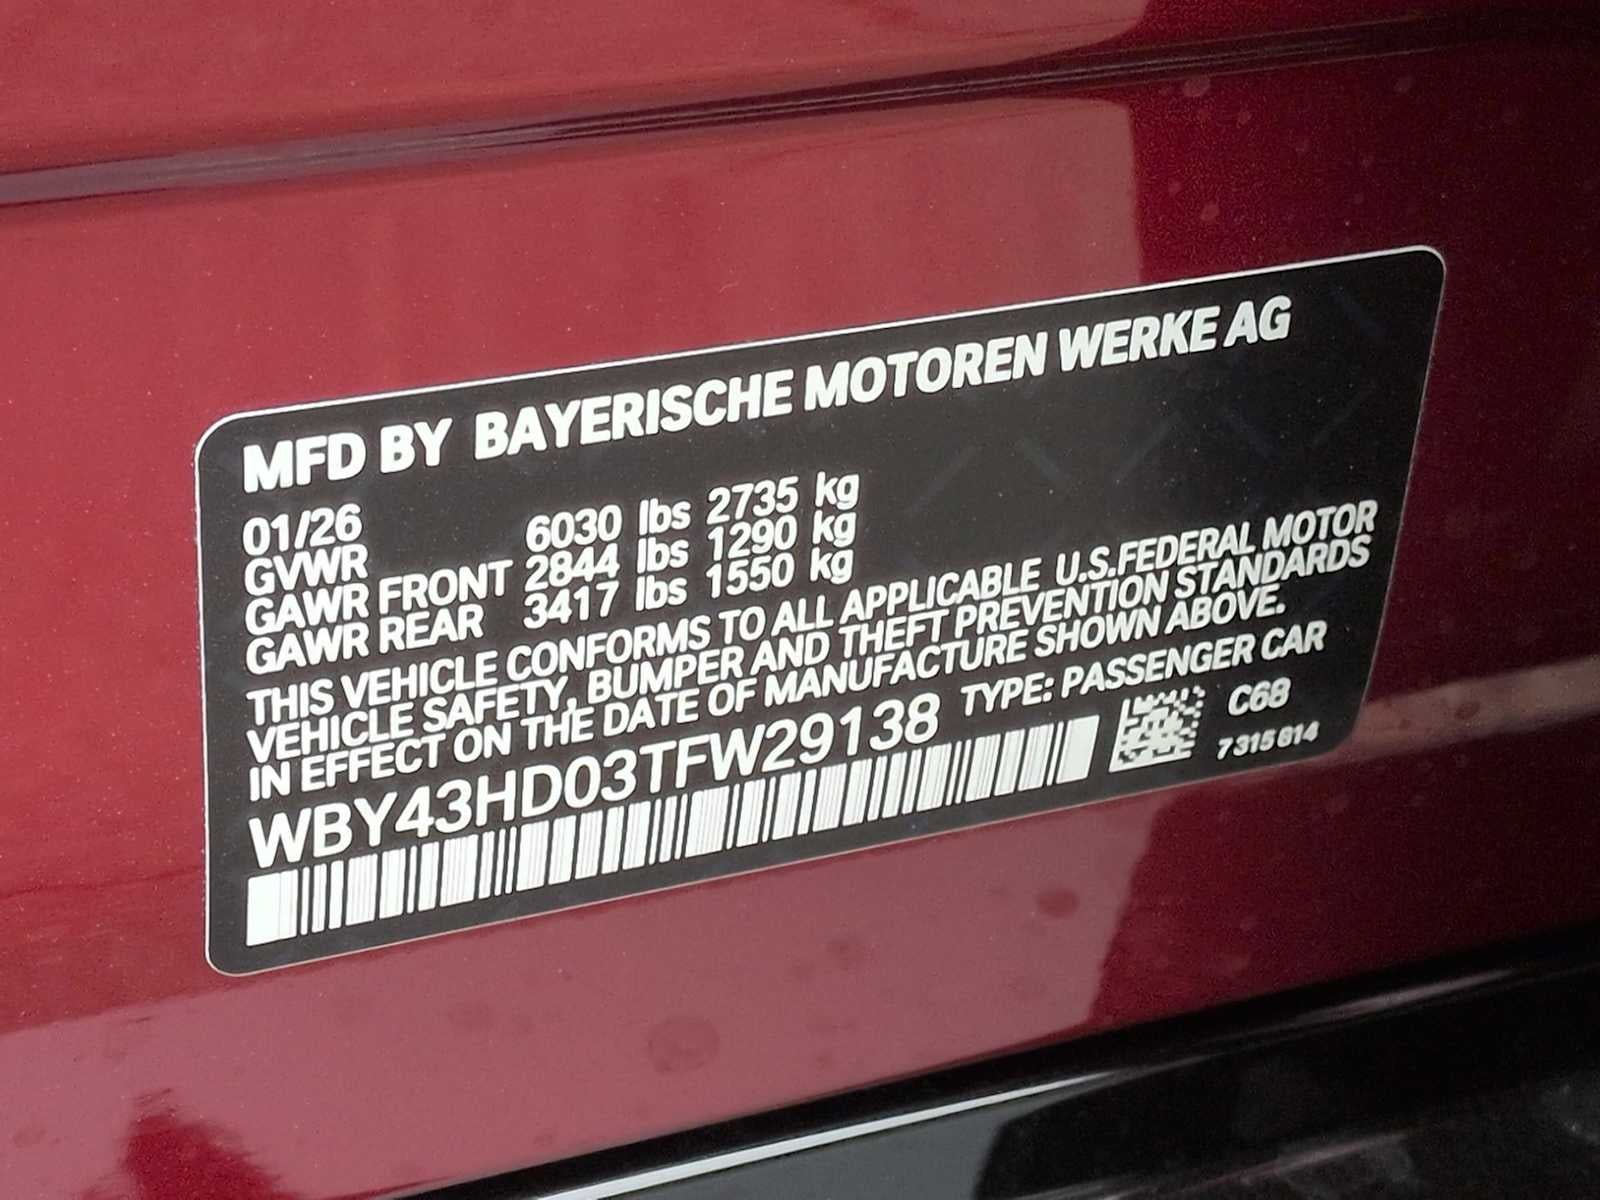 MFD BY BAYERISCHE MOTOREN WERKE AG
01/26
GVWR 6030 lbs 2735 kg
GAWR FRONT 2844 lbs 1290 kg
GAWR REAR 3417 lbs 1550 kg
THIS VEHICLE CONFORMS TO ALL APPLICABLE U.S.FEDERAL MOTOR
VEHICLE SAFETY, BUMPER AND THEFT PREVENTION STANDARDS
IN EFFECT ON THE DATE OF MANUFACTURE SHOWN ABOVE.
WBY43HD03TFW29138 TYPE: PASSENGER CAR
C68
7315814